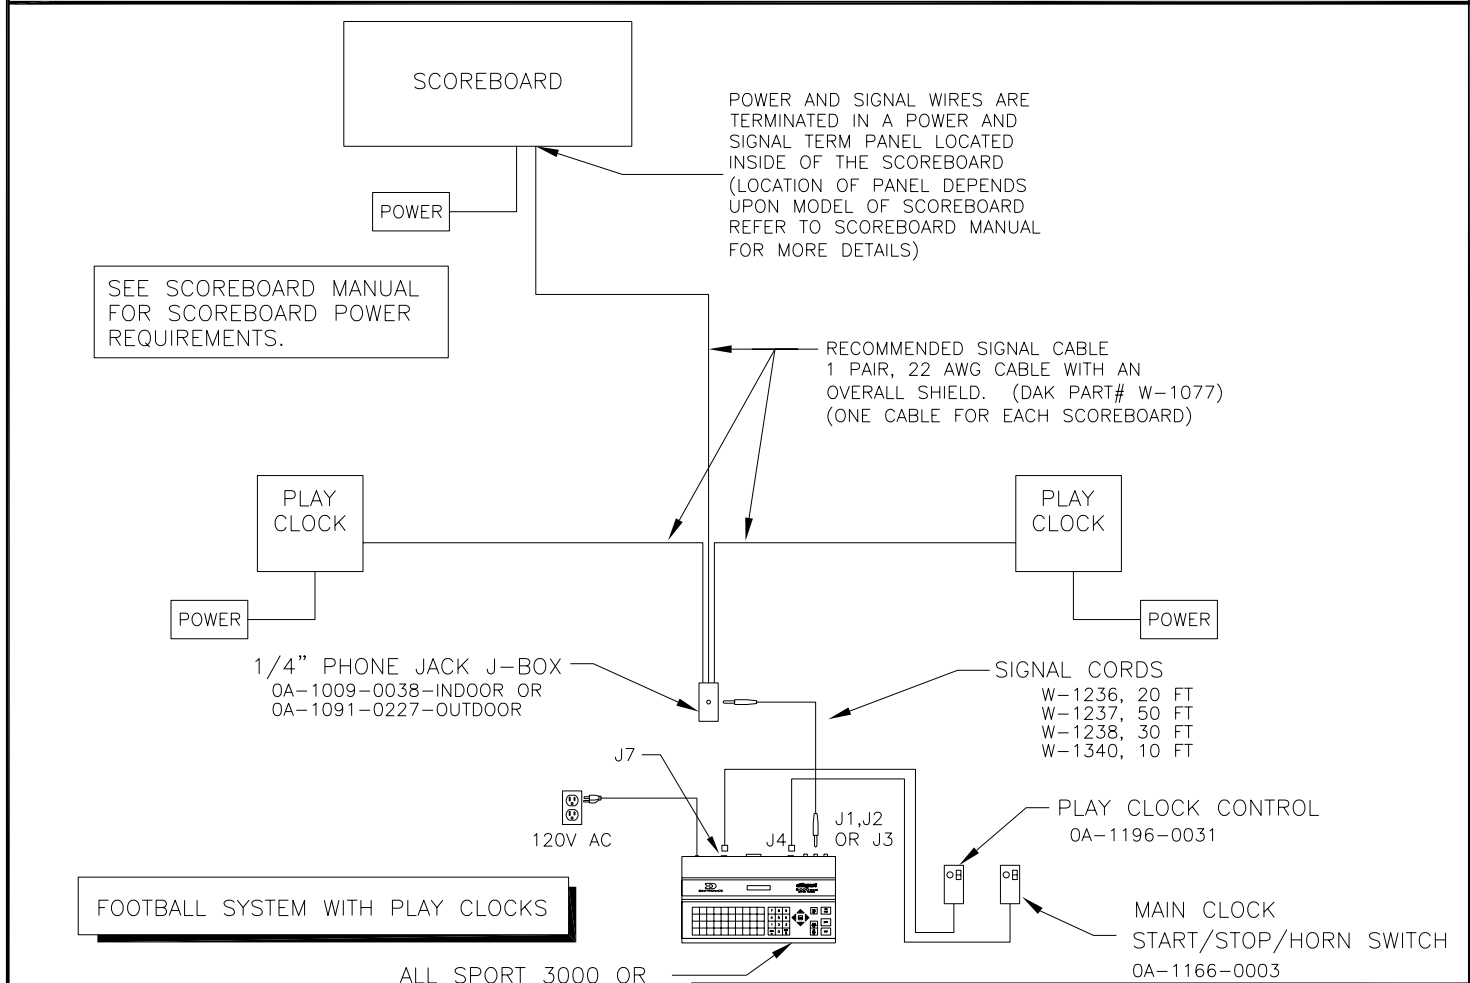 SCOREBOARD
POWER AND SIGNAL WIRES ARE
TERMINATED IN A POWER AND
SIGNAL TERM PANEL LOCATED
INSIDE OF THE SCOREBOARD
(LOCATION OF PANEL DEPENDS
UPON MODEL OF SCOREBOARD
REFER TO SCOREBOARD MANUAL
FOR MORE DETAILS)
POWER
SEE SCOREBOARD MANUAL
FOR SCOREBOARD POWER
REQUIREMENTS.
RECOMMENDED SIGNAL CABLE
1 PAIR, 22 AWG CABLE WITH AN
OVERALL SHIELD. (DAK PART# W-1077)
(ONE CABLE FOR EACH SCOREBOARD)
PLAY
CLOCK
PLAY
CLOCK
POWER
POWER
1/4” PHONE JACK J-BOX
0A-1009-0038-INDOOR OR
0A-1091-0227-OUTDOOR
SIGNAL CORDS
W-1236, 20 FT
W-1237, 50 FT
W-1238, 30 FT
W-1340, 10 FT
J7
120V AC
J4
J1,J2
OR J3
PLAY CLOCK CONTROL
0A-1196-0031
FOOTBALL SYSTEM WITH PLAY CLOCKS
MAIN CLOCK
START/STOP/HORN SWITCH
0A-1166-0003
ALL SPORT 3000 OR